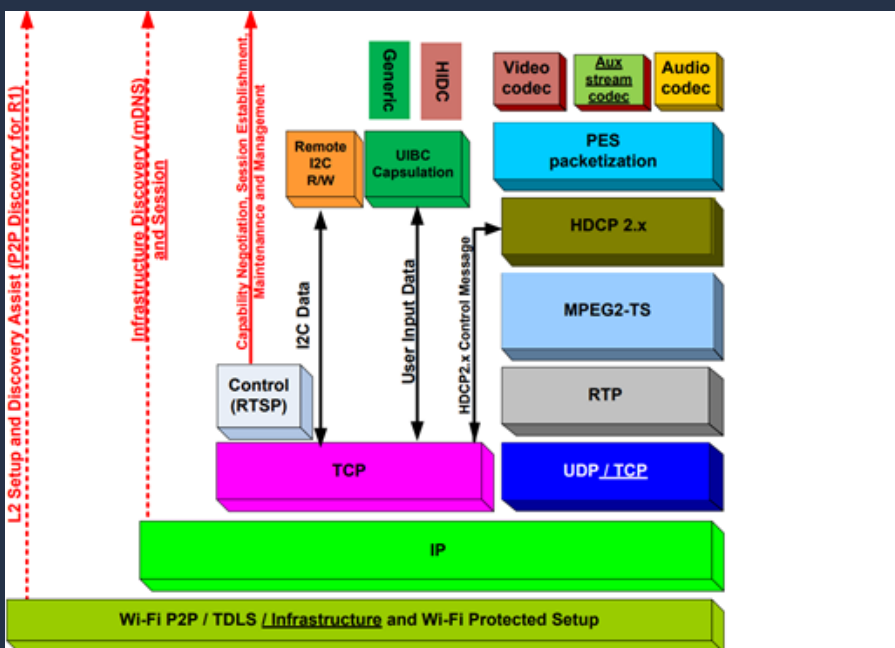 L2 Setup and Discovery Assist (P2P Discovery for R1)
Infrastructure Discovery (mDNS)
and Session
Capability Negotiation, Session Establishment,
Maintenannce and Management
Generic
HIDC
Video
codec
Aux
stream
codec
Audio
codec
Remote
I2C
R/W
UIBC
Capsulation
PES
packetization
HDCP 2.x
I2C Data
User Input Data
HDCP2.x Control Message
MPEG2-TS
Control
(RTSP)
RTP
TCP
UDP / TCP
IP
Wi-Fi P2P / TDLS / Infrastructure and Wi-Fi Protected Setup